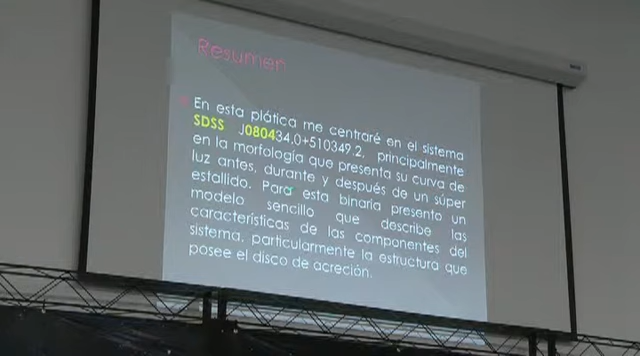 Resumen
En esta plática me centraré en el sistema
SDSS J080434.0+510349.2, principalmente
en la morfología que presenta su curva de
luz antes, durante y después de un súper
estallido. Para esta binaria presento un
modelo sencillo que describe las
características de las componentes del
sistema, particularmente la estructura que
posee el disco de acreción.